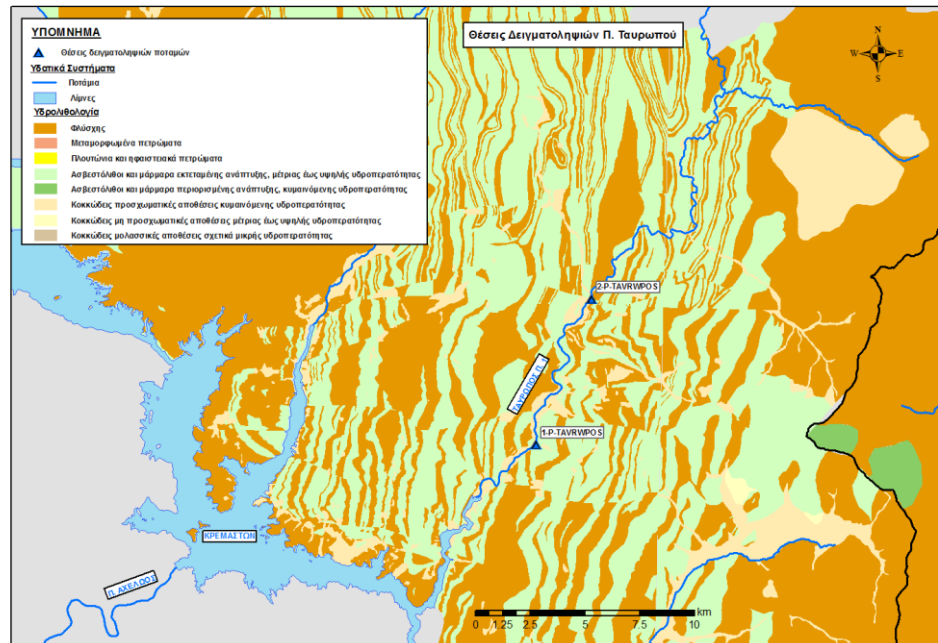 ΥΠΟΜΝΗΜΑ
Θέσεις δειγματοληψιών ποταμών
Υδατικά Συστήματα
Ποτάμια
Λίμνες
Υδρολιθολογία
Φλύσχης
Μεταμορφωμένα πετρώματα
Πλουτώνια και ηφαιστειακά πετρώματα
Ασβεστόλιθοι και μάρμαρα εκτεταμένης ανάπτυξης, μέτριας έως υψηλής υδροπερατότητας
Ασβεστόλιθοι και μάρμαρα περιορισμένης ανάπτυξης, κυμαινόμενης υδροπερατότητας
Κοκκώδεις προσχωματικές αποθέσεις κυμαινόμενης υδροπερατότητας
Κοκκώδεις μη προσχωματικές αποθέσεις μέτριας έως υψηλής υδροπερατότητας
Κοκκώδεις μολασσικές αποθέσεις σχετικά μικρής υδροπερατότητας
Θέσεις Δειγματοληψιών Π. Ταυρωπού
N
W E
S
2-P-TAVRWPOS
ΤΑΥΡΩΠΟΣ Π. 1
1-P-TAVRWPOS
ΚΡΕΜΑΣΤΩΝ
Π. ΑΧΕΛΩΟΣ
km
0 1.25 2.5 5 7.5 10